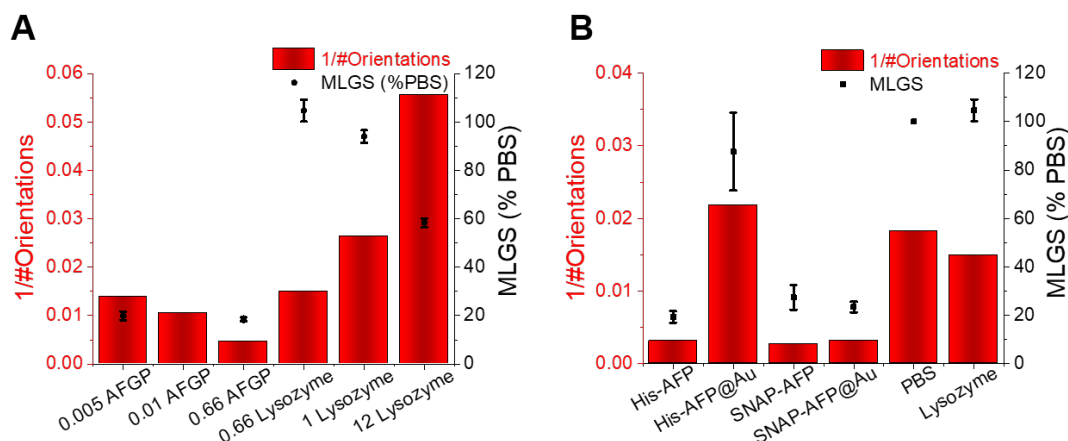 A
1/#Orientations
MLGS (%PBS)
0.06
0.05
0.04
0.03
0.02
0.01
0.00
1/#Orientations
120
100
80
60
40
20
0
MLGS (% PBS)
0.005 AFGP
0.01 AFGP
0.66 AFGP
0.66 Lysozyme
1 Lysozyme
12 Lysozyme
B
1/#Orientations
MLGS
0.04
0.03
0.02
0.01
0.00
1/#Orientations
120
100
80
60
40
20
0
MLGS (% PBS)
His-AFP
His-AFP@Au
SNAP-AFP
SNAP-AFP@Au
PBS
Lysozyme